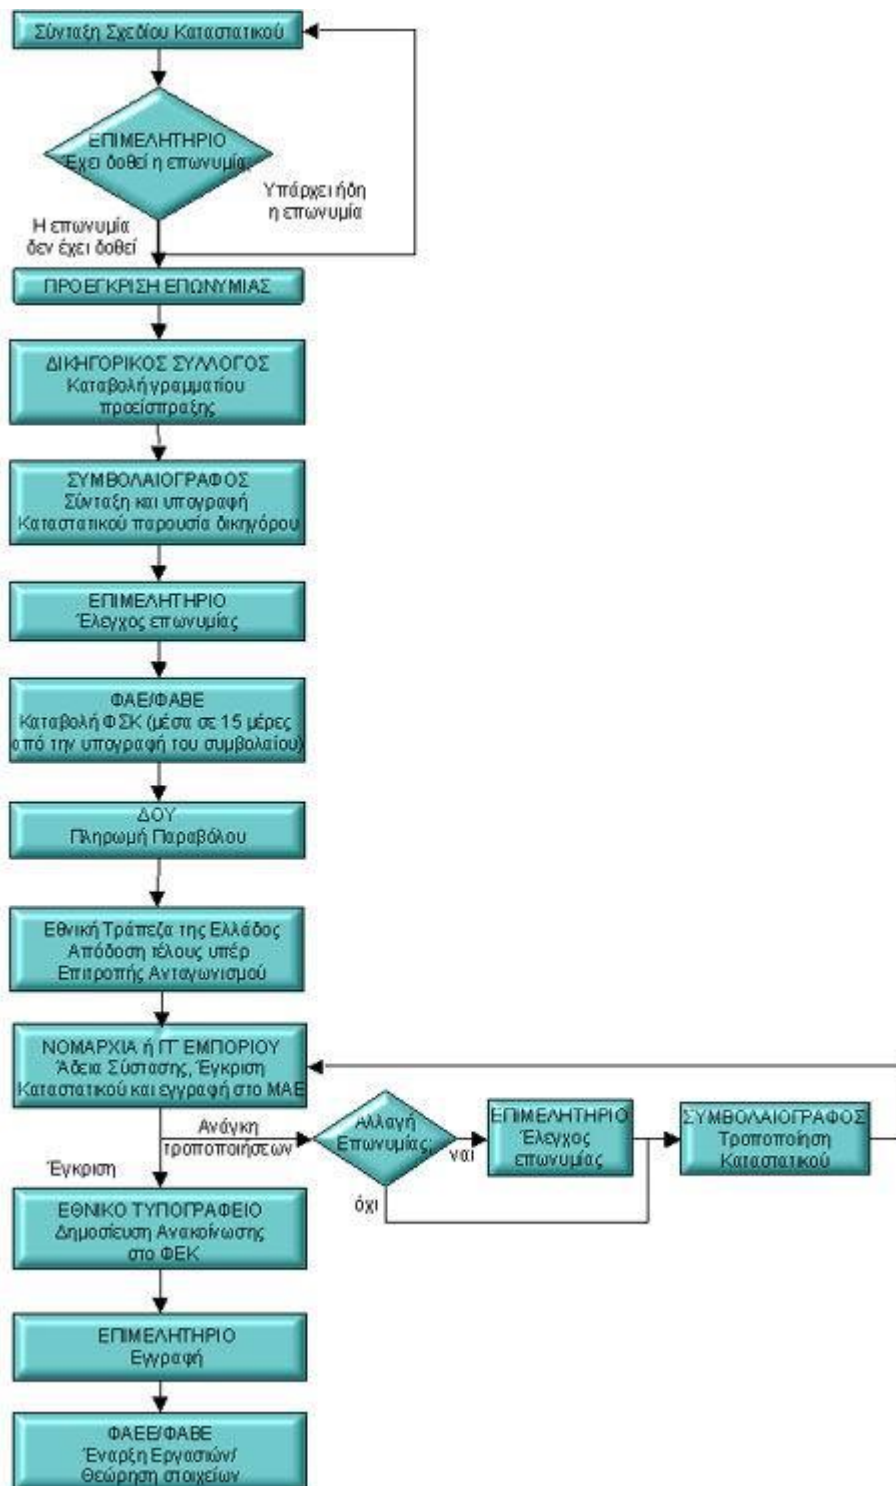 Σύνταξη Σχεδίου Καταστατικού
ΕΠΙΜΕΛΗΤΗΡΙΟ
Έχει δοθεί η επωνυμία;
Υπάρχει ήδη
η επωνυμία
Η επωνυμία
δεν έχει δοθεί
ΠΡΟΕΓΚΡΙΣΗ ΕΠΩΝΥΜΙΑΣ
ΔΙΚΗΓΟΡΙΚΟΣ ΣΥΛΛΟΓΟΣ
Καταβολή γραμματίου
προείσπραξης
ΣΥΜΒΟΛΑΙΟΓΡΑΦΟΣ
Σύνταξη και υπογραφή
Καταστατικού παρουσία δικηγόρου
ΕΠΙΜΕΛΗΤΗΡΙΟ
Έλεγχος επωνυμίας
ΦΑΕ/ΦΑΒΕ
Καταβολή ΦΣΚ (μέσα σε 15 μέρες
από την υπογραφή του συμβολαίου)
ΔΟΥ
Πληρωμή Παραβόλου
Εθνική Τράπεζα της Ελλάδος
Απόδοση τέλους υπέρ
Επιτροπής Ανταγωνισμού
ΝΟΜΑΡΧΙΑ ή ΓΓ ΕΜΠΟΡΙΟΥ
Άδεια Σύστασης, Έγκριση
Καταστατικού και εγγραφή στο ΜΑΕ
Ανάγκη
τροποποιήσεων
Αλλαγή
Επωνυμίας;
ναι
όχι
ΕΠΙΜΕΛΗΤΗΡΙΟ
Έλεγχος
επωνυμίας
ΣΥΜΒΟΛΑΙΟΓΡΑΦΟΣ
Τροποποίηση
Καταστατικού
Έγκριση
ΕΘΝΙΚΟ ΤΥΠΟΓΡΑΦΕΙΟ
Δημοσίευση Ανακοίνωσης
στο ΦΕΚ
ΕΠΙΜΕΛΗΤΗΡΙΟ
Εγγραφή
ΦΑΕΕ/ΦΑΒΕ
Έναρξη Εργασιών/
Θεώρηση στοιχείων